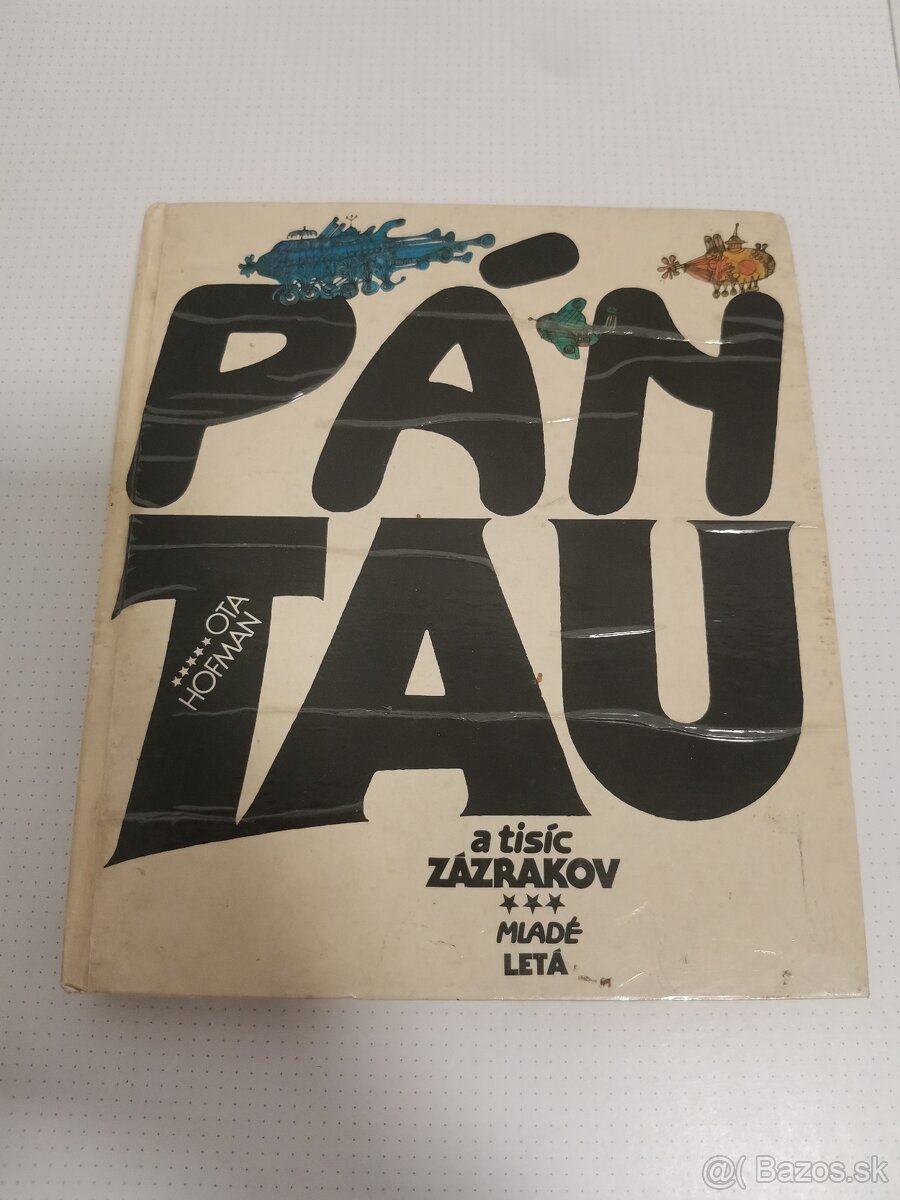 PÁN
TAU
★★★★★ OTA
HOFMAN
a tisíc
ZÁZRAKOV
★★★
MLADÉ
LETÁ
@( Bazos.sk